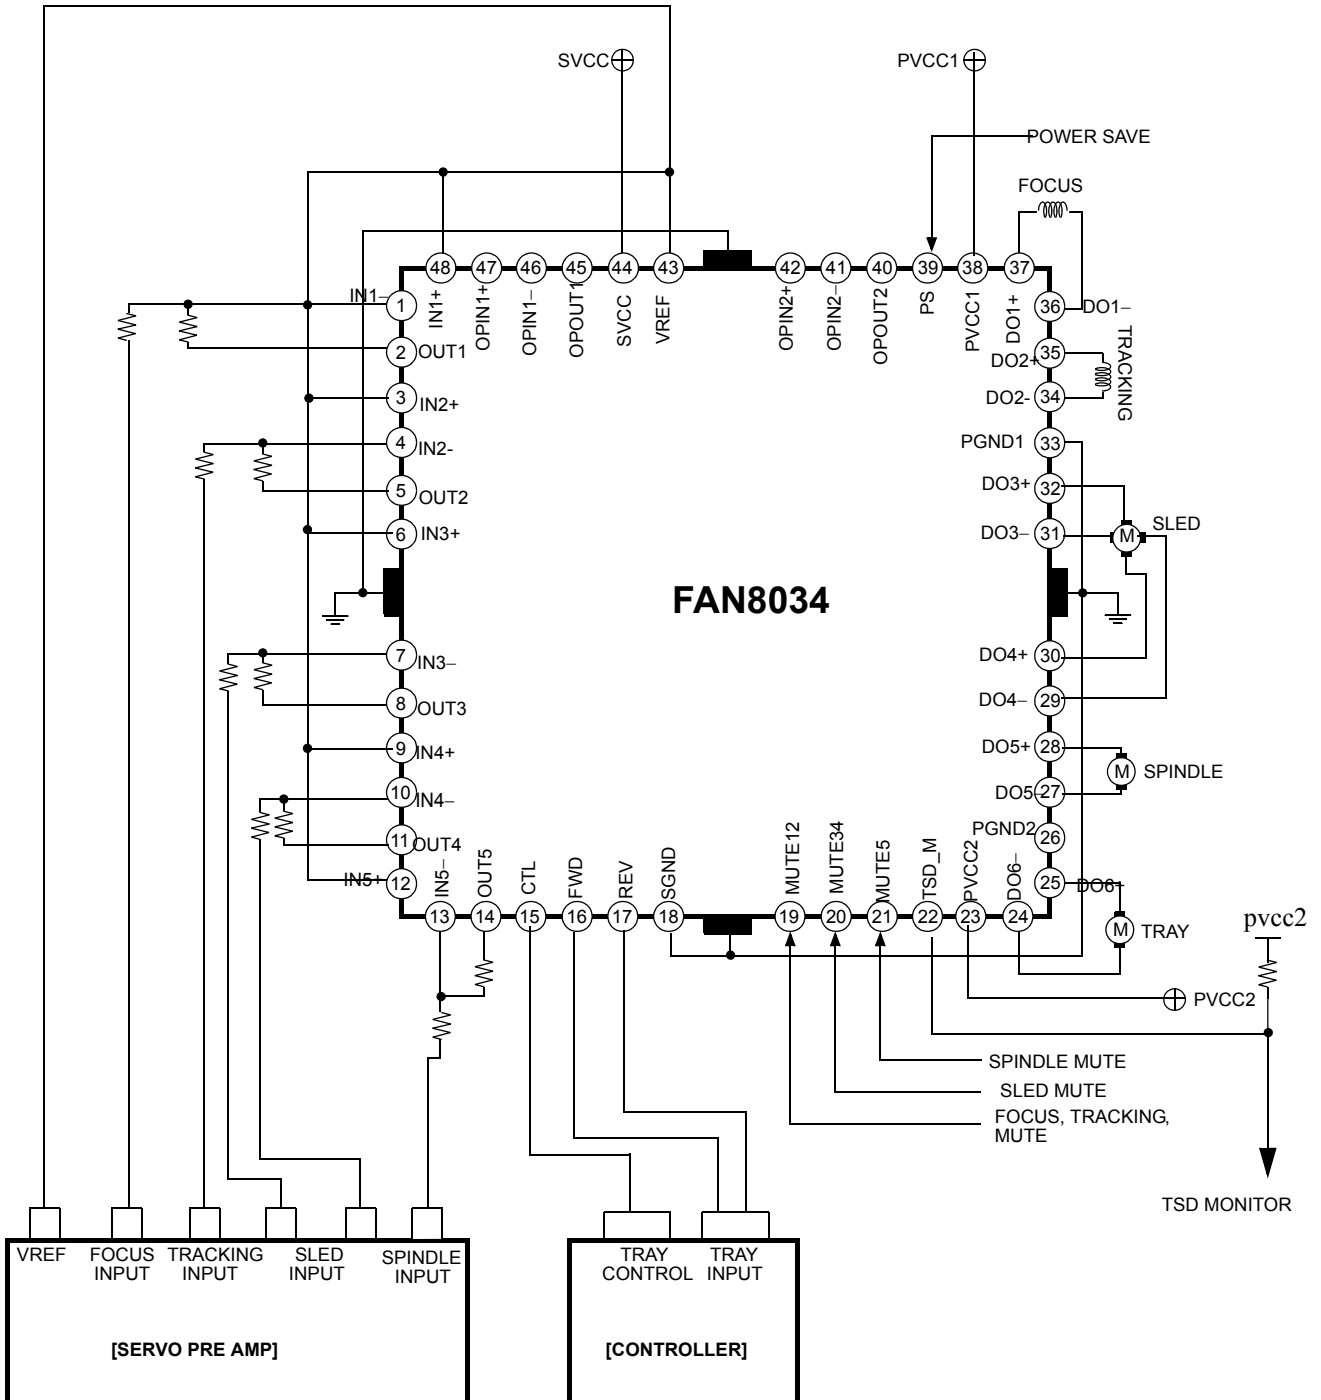 SVCC
PVCC1
POWER SAVE
FOCUS
48
47
46
45
44
43
42
41
40
39
38
37
IN1+
OPIN1+
OPIN1–
OPOUT1
SVCC
VREF
OPIN2+
OPIN2–
OPOUT2
PS
PVCC1
DO1+
IN1–
1
2
OUT1
3
IN2+
4
IN2-
5
OUT2
6
IN3+
7
IN3–
8
OUT3
9
IN4+
10
IN4–
11
OUT4
IN5+
12
FAN8034
36
DO1–
TRACKING
DO2+
35
DO2-
34
PGND1
33
DO3+
32
DO3–
31
M
SLED
DO4+
30
DO4–
29
DO5+
28
M
SPINDLE
DO5–
27
PGND2
26
25
DO6+
M
TRAY
IN5–
OUT5
CTL
FWD
REV
SGND
MUTE12
MUTE34
MUTE5
TSD_M
PVCC2
DO6–
13
14
15
16
17
18
19
20
21
22
23
24
pvcc2
PVCC2
SPINDLE MUTE
SLED MUTE
FOCUS, TRACKING,
MUTE
TSD MONITOR
VREF
FOCUS
INPUT
TRACKING
INPUT
SLED
INPUT
SPINDLE
INPUT
[SERVO PRE AMP]
TRAY
CONTROL
TRAY
INPUT
[CONTROLLER]